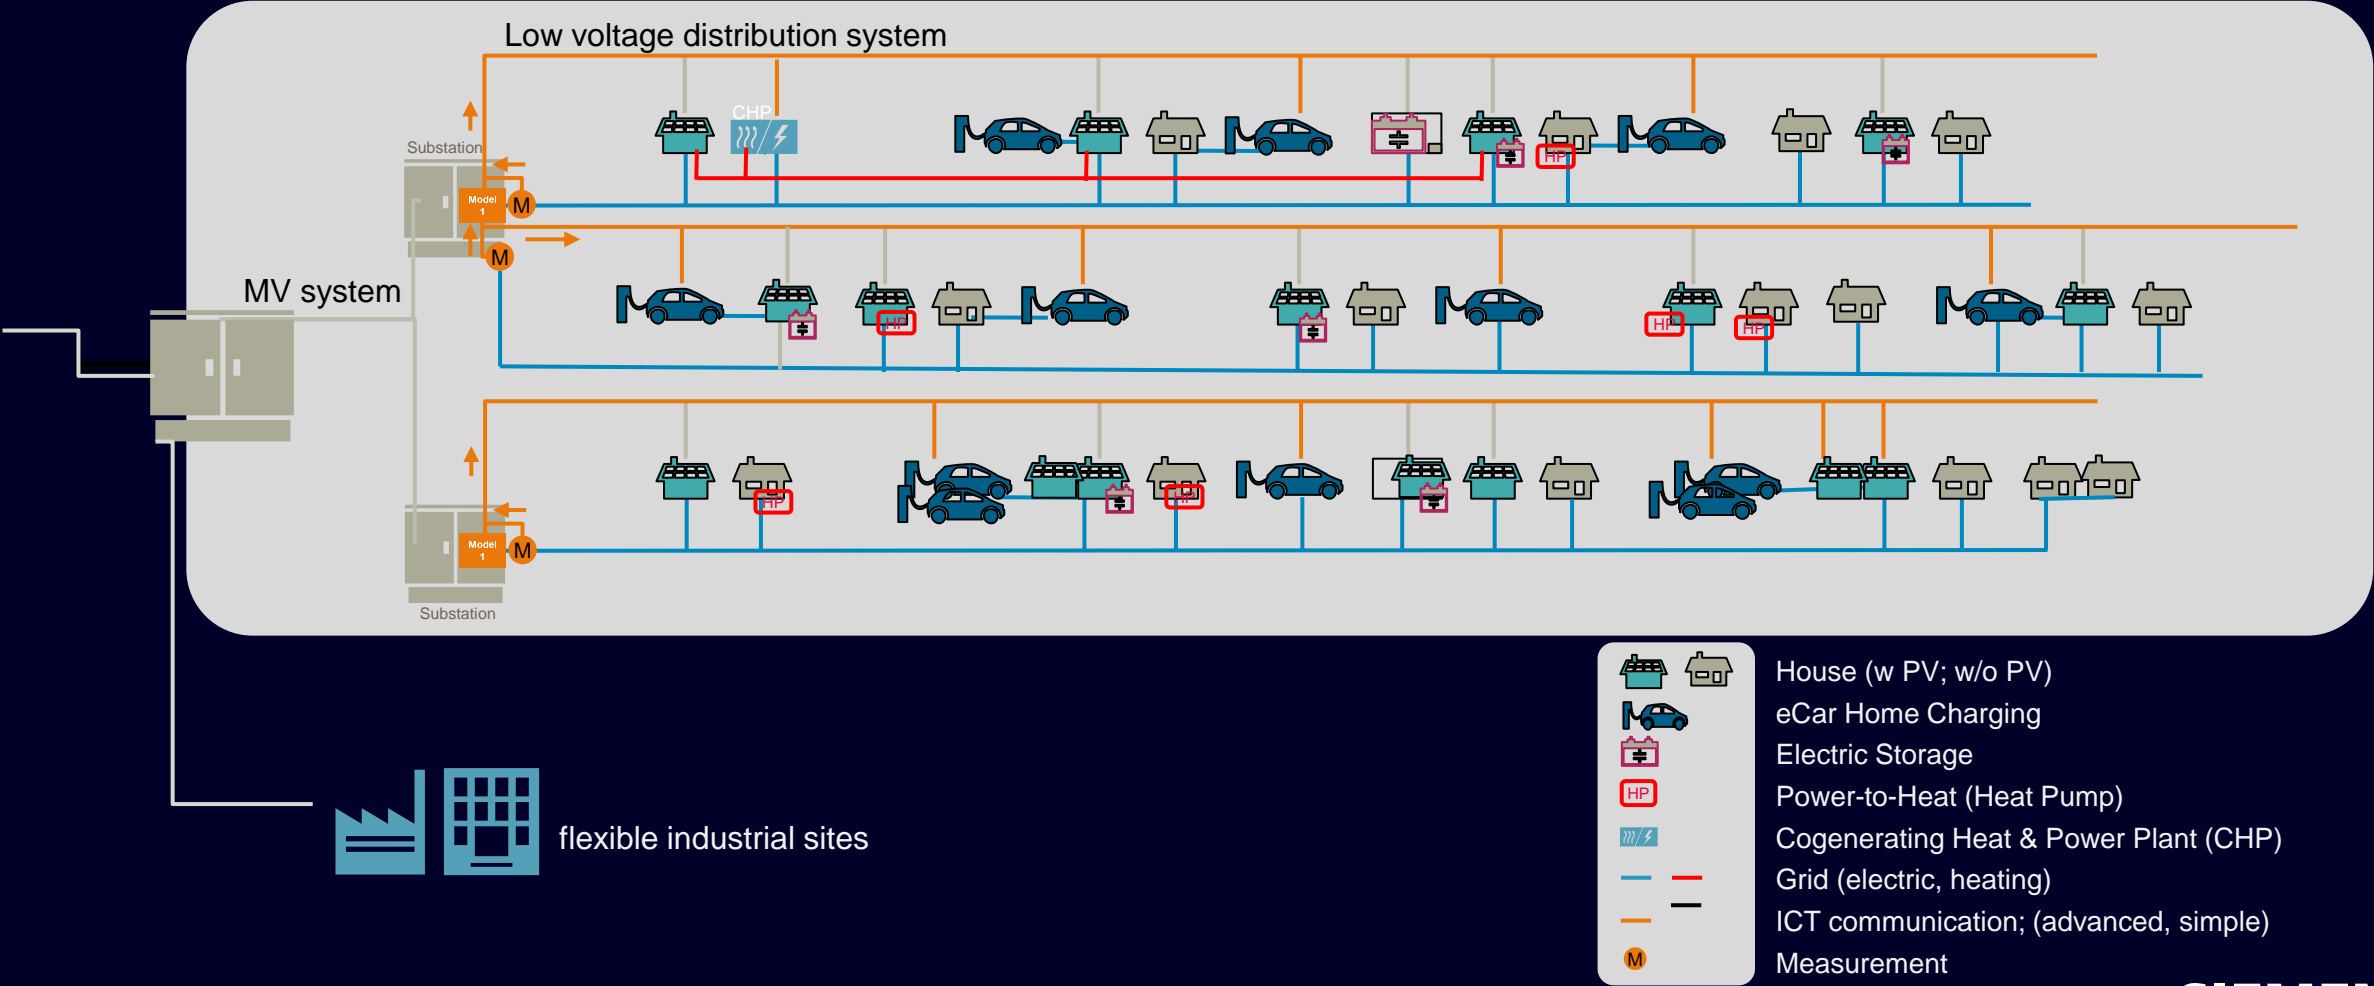 Low voltage distribution system
CHP
Substation
HP
Model
1
M
M
MV system
HP
HP
HP
HP
HP
Model
1
M
Substation
flexible industrial sites
House (w PV; w/o PV)
eCar Home Charging
Electric Storage
HP
Power-to-Heat (Heat Pump)
Cogenerating Heat & Power Plant (CHP)
Grid (electric, heating)
ICT communication; (advanced, simple)
M
Measurement